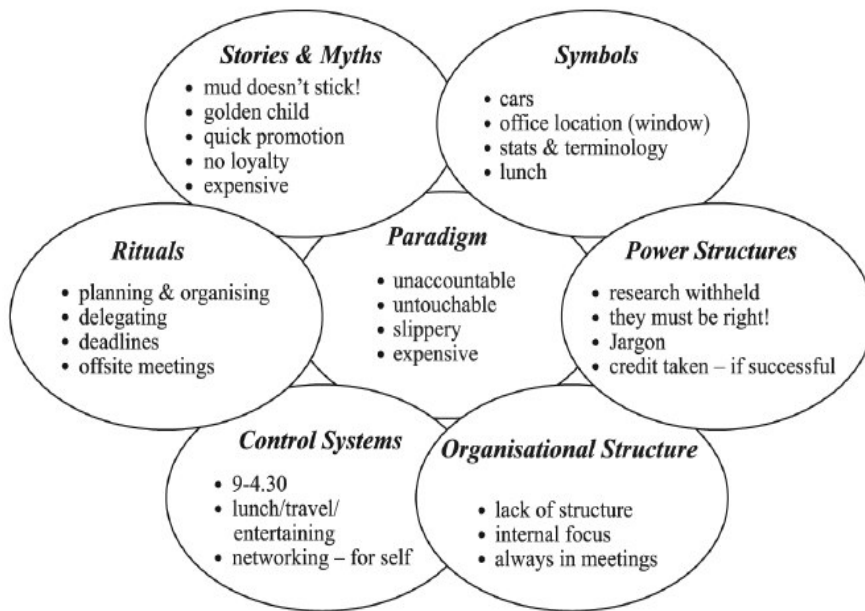 Stories & Myths
• mud doesn't stick!
• golden child
• quick promotion
• no loyalty
• expensive
Symbols
• cars
• office location (window)
• stats & terminology
• lunch
Rituals
• planning & organising
• delegating
• deadlines
• offsite meetings
Paradigm
• unaccountable
• untouchable
• slippery
• expensive
Power Structures
• research withheld
• they must be right!
• Jargon
• credit taken – if successful
Control Systems
• 9-4.30
• lunch/travel/
entertaining
• networking – for self
Organisational Structure
• lack of structure
• internal focus
• always in meetings